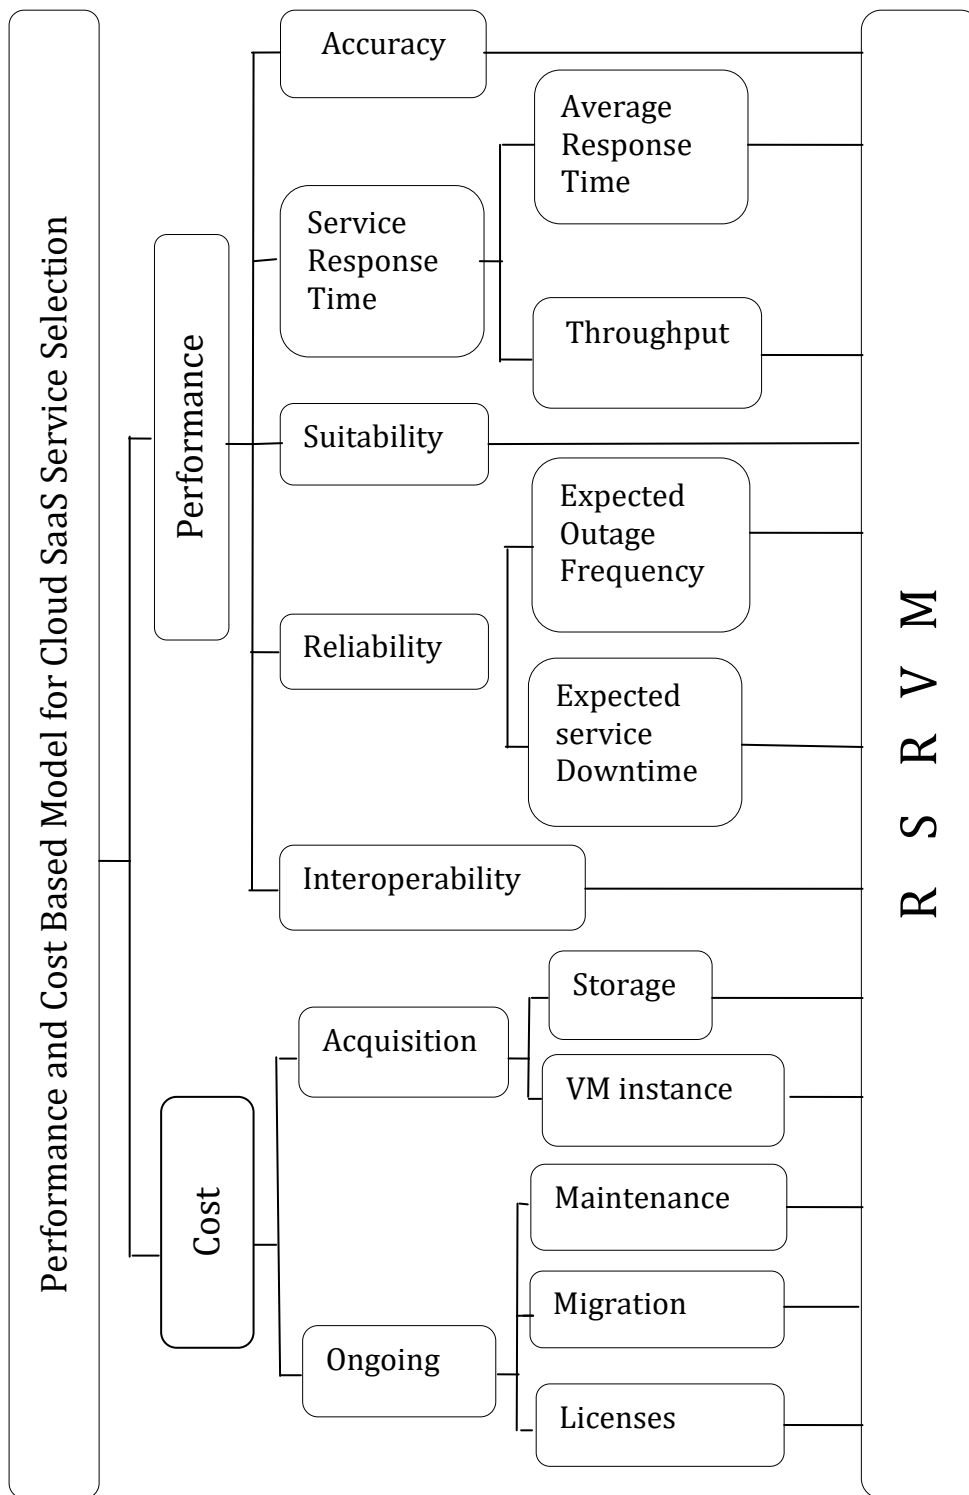 Performance and Cost Based Model for Cloud SaaS Service Selection
Performance
Accuracy
Service
Response
Time
Average
Response
Time
Throughput
Suitability
Reliability
Expected
Outage
Frequency
Expected
service
Downtime
Interoperability
Cost
Acquisition
Storage
VM instance
Ongoing
Maintenance
Migration
Licenses
R S R V M